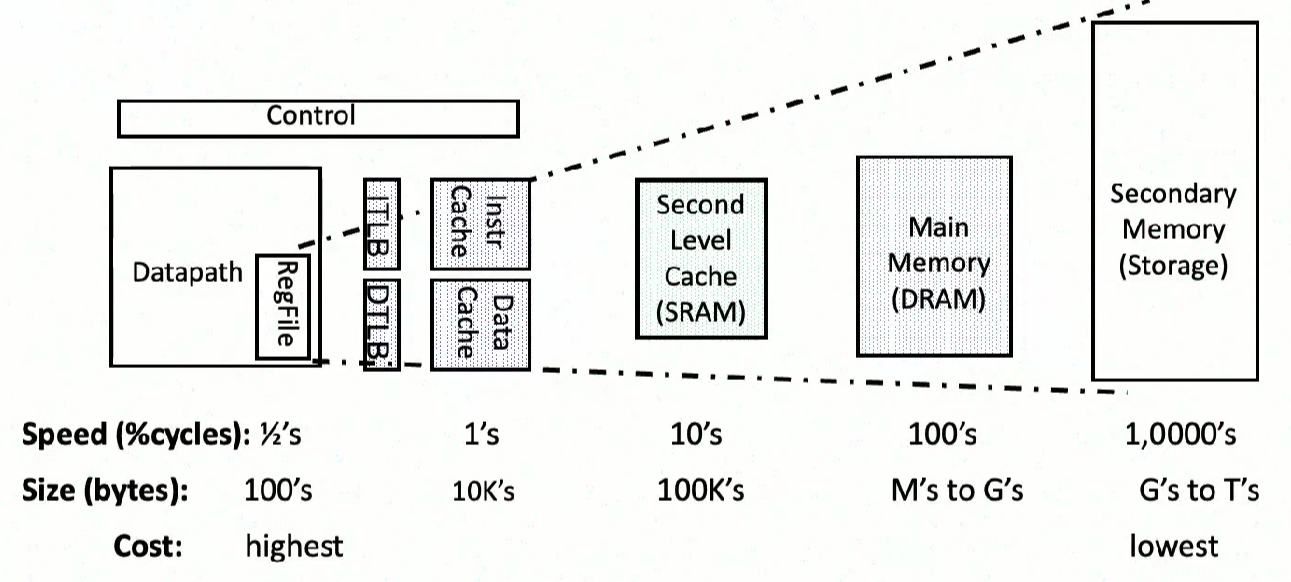 Control
Datapath
RegFile
ITLB
DTLB
Instr
Cache
Data
Cache
Second
Level
Cache
(SRAM)
Main
Memory
(DRAM)
Secondary
Memory
(Storage)
Speed (%cycles): ½'s 1's 10's 100's 1,0000's
Size (bytes): 100's 10K's 100K's M's to G's G's to T's
Cost: highest lowest